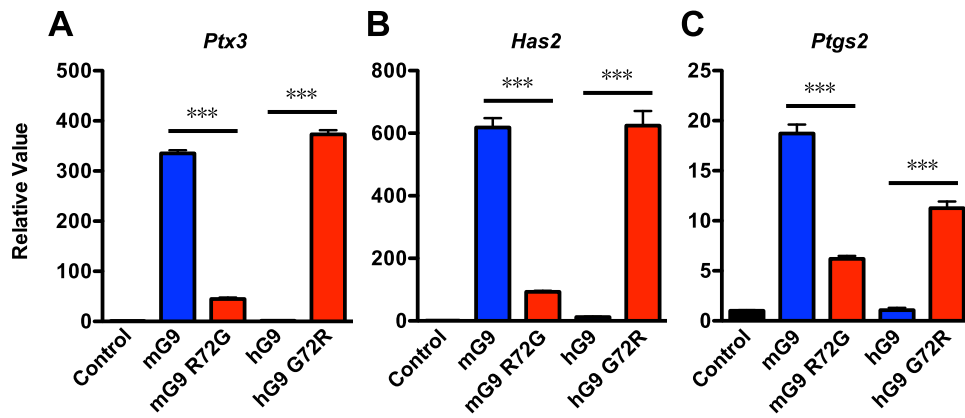 A
Ptx3
Relative Value
500
400
300
200
100
0
***
***
Control
mG9
mG9 R72G
hG9
hG9 G72R
B
Has2
800
600
400
200
0
***
***
Control
mG9
mG9 R72G
hG9
hG9 G72R
C
Ptgs2
25
20
15
10
5
0
***
***
Control
mG9
mG9 R72G
hG9
hG9 G72R